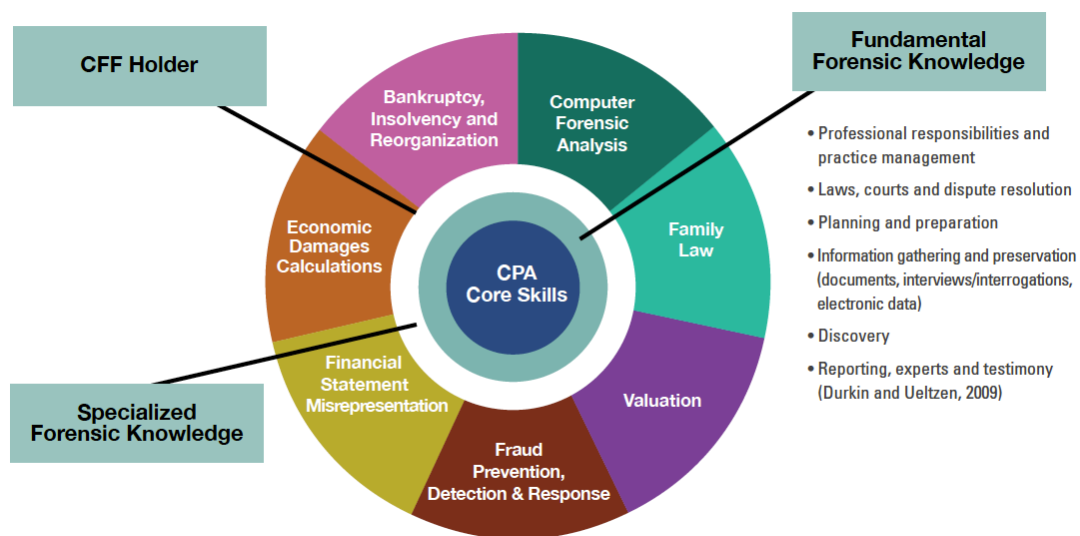 CFF Holder
Fundamental
Forensic Knowledge
Bankruptcy,
Insolvency and
Reorganization
Computer
Forensic
Analysis
Economic
Damages
Calculations
Family
Law
CPA
Core Skills
Financial
Statement
Misrepresentation
Valuation
Fraud
Prevention,
Detection & Response
Specialized
Forensic Knowledge
• Professional responsibilities and
practice management
• Laws, courts and dispute resolution
• Planning and preparation
• Information gathering and preservation
(documents, interviews/interrogations,
electronic data)
• Discovery
• Reporting, experts and testimony
(Durkin and Ueltzen, 2009)